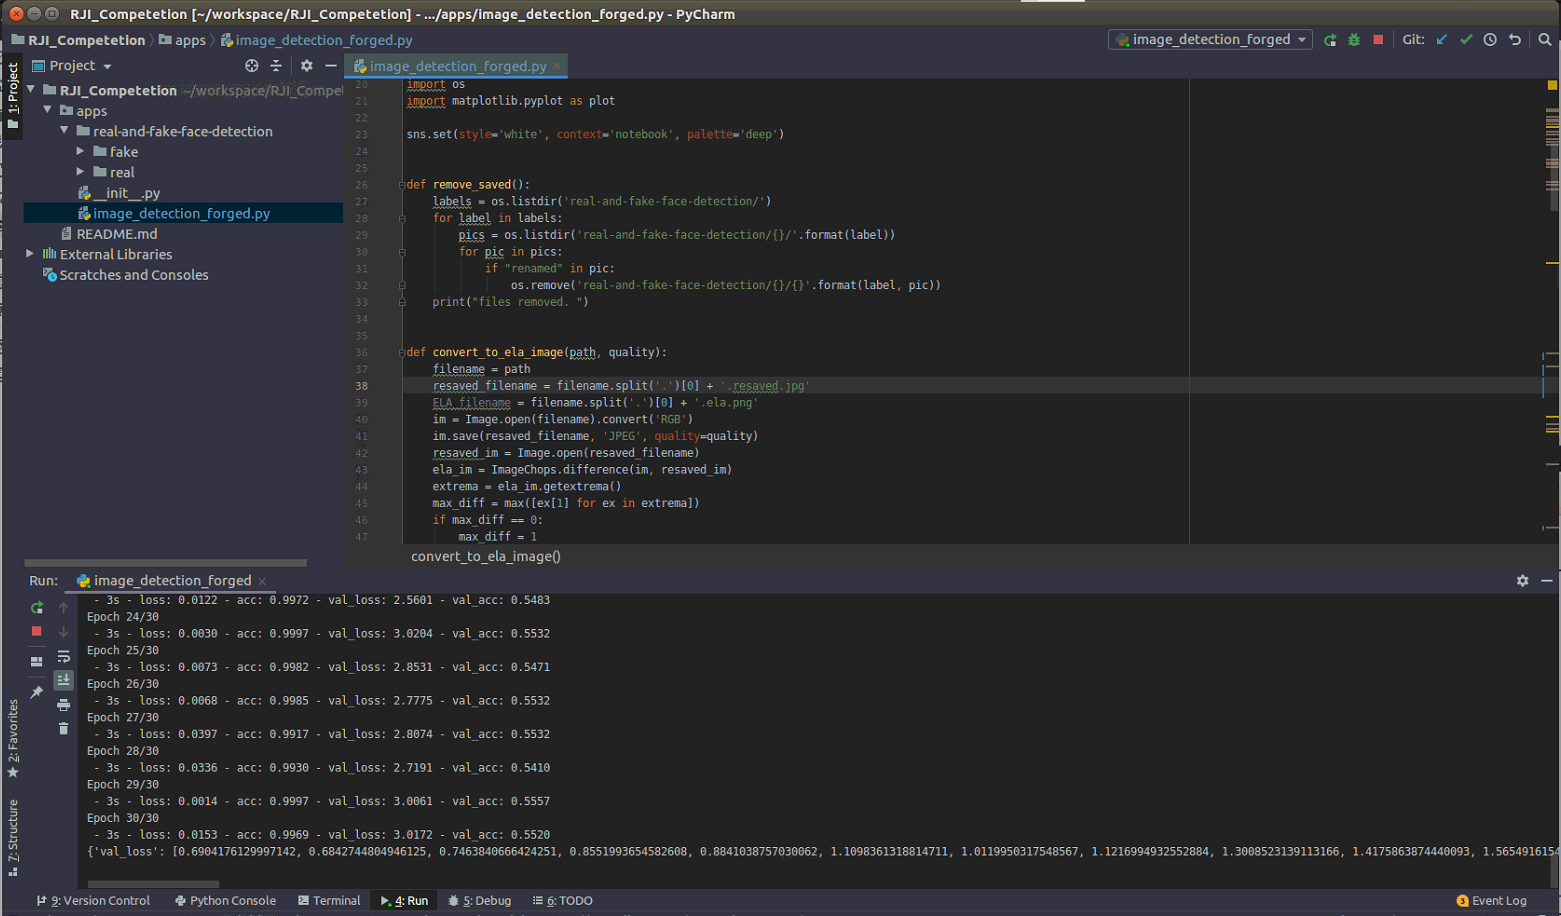 RJI_Competetion [~/workspace/RJI_Competetion] - .../apps/image_detection_forged.py - PyCharm
RJI_Competetion apps image_detection_forged.py
image_detection_forged Git:
1: Project
Project
image_detection_forged.py
RJI_Competetion ~/workspace/RJI_Compet
apps
real-and-fake-face-detection
fake
real
__init__.py
image_detection_forged.py
README.md
External Libraries
Scratches and Consoles
20 import os
21 import matplotlib.pyplot as plot
22
23 sns.set(style='white', context='notebook', palette='deep')
24
25
26 def remove_saved():
27 labels = os.listdir('real-and-fake-face-detection/')
28 for label in labels:
29 pics = os.listdir('real-and-fake-face-detection/{}/'.format(label))
30 for pic in pics:
31 if "renamed" in pic:
32 os.remove('real-and-fake-face-detection/{}/{}'.format(label, pic))
33 print("files removed. ")
34
35
36 def convert_to_ela_image(path, quality):
37 filename = path
38 resaved_filename = filename.split('.')[0] + '.resaved.jpg'
39 ELA_filename = filename.split('.')[0] + '.ela.png'
40 im = Image.open(filename).convert('RGB')
41 im.save(resaved_filename, 'JPEG', quality=quality)
42 resaved_im = Image.open(resaved_filename)
43 ela_im = ImageChops.difference(im, resaved_im)
44 extrema = ela_im.getextrema()
45 max_diff = max([ex[1] for ex in extrema])
46 if max_diff == 0:
47 max_diff = 1
convert_to_ela_image()
Run: image_detection_forged
- 3s - loss: 0.0122 - acc: 0.9972 - val_loss: 2.5601 - val_acc: 0.5483
Epoch 24/30
- 3s - loss: 0.0030 - acc: 0.9997 - val_loss: 3.0204 - val_acc: 0.5532
Epoch 25/30
- 3s - loss: 0.0073 - acc: 0.9982 - val_loss: 2.8531 - val_acc: 0.5471
Epoch 26/30
- 3s - loss: 0.0068 - acc: 0.9985 - val_loss: 2.7775 - val_acc: 0.5532
Epoch 27/30
- 3s - loss: 0.0397 - acc: 0.9917 - val_loss: 2.8074 - val_acc: 0.5532
Epoch 28/30
- 3s - loss: 0.0336 - acc: 0.9930 - val_loss: 2.7191 - val_acc: 0.5410
Epoch 29/30
- 3s - loss: 0.0014 - acc: 0.9997 - val_loss: 3.0061 - val_acc: 0.5557
Epoch 30/30
- 3s - loss: 0.0153 - acc: 0.9969 - val_loss: 3.0172 - val_acc: 0.5520
{'val_loss': [0.6904176129997142, 0.6842744804946125, 0.7463840666424251, 0.8551993654582608, 0.8841038757030062, 1.1098361318814711, 1.0119950317548567, 1.1216994932552884, 1.3008523139113166, 1.4175863874440093, 1.5654916154
2: Favorites
7: Structure
9: Version Control Python Console Terminal 4: Run 5: Debug 6: TODO 3 Event Log